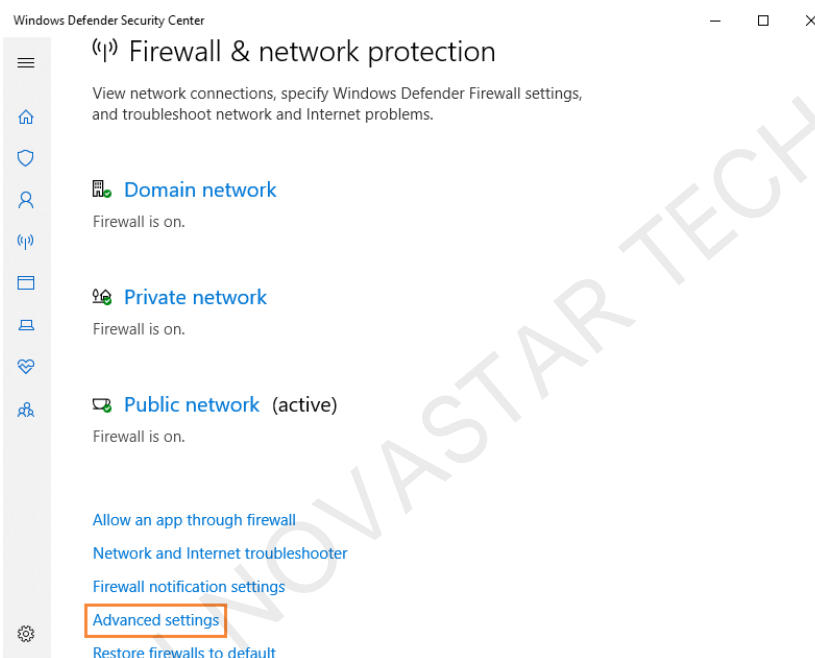 Windows Defender Security Center
Firewall & network protection
View network connections, specify Windows Defender Firewall settings,
and troubleshoot network and Internet problems.
Domain network
Firewall is on.
Private network
Firewall is on.
Public network (active)
Firewall is on.
Allow an app through firewall
Network and Internet troubleshooter
Firewall notification settings
Advanced settings
Restore firewalls to default
NOVASTAR TECH